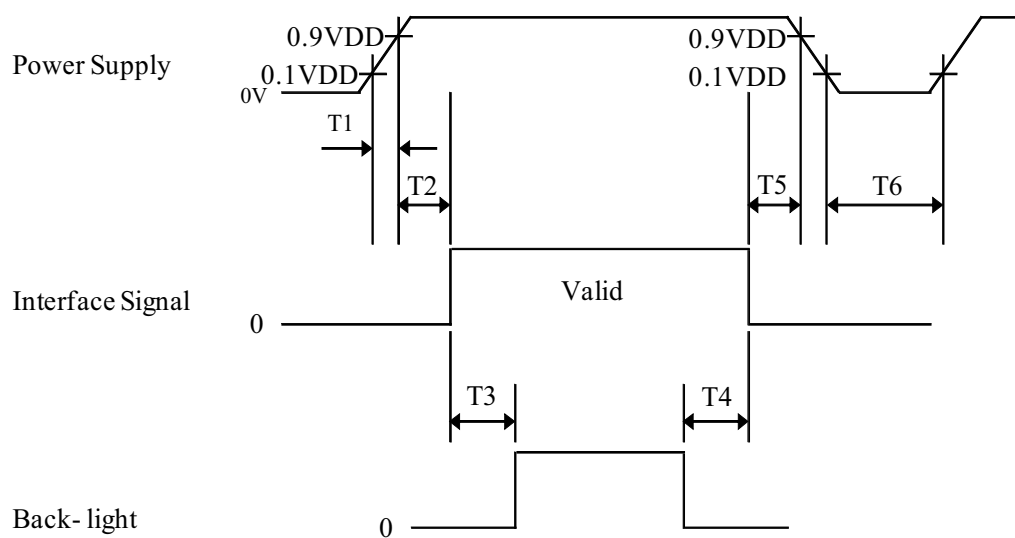 0.9VDD
0.9VDD
Power Supply
0.1VDD
0.1VDD
0V
T1
T2
T5
T6
Interface Signal
Valid
0
T3
T4
Back- light
0